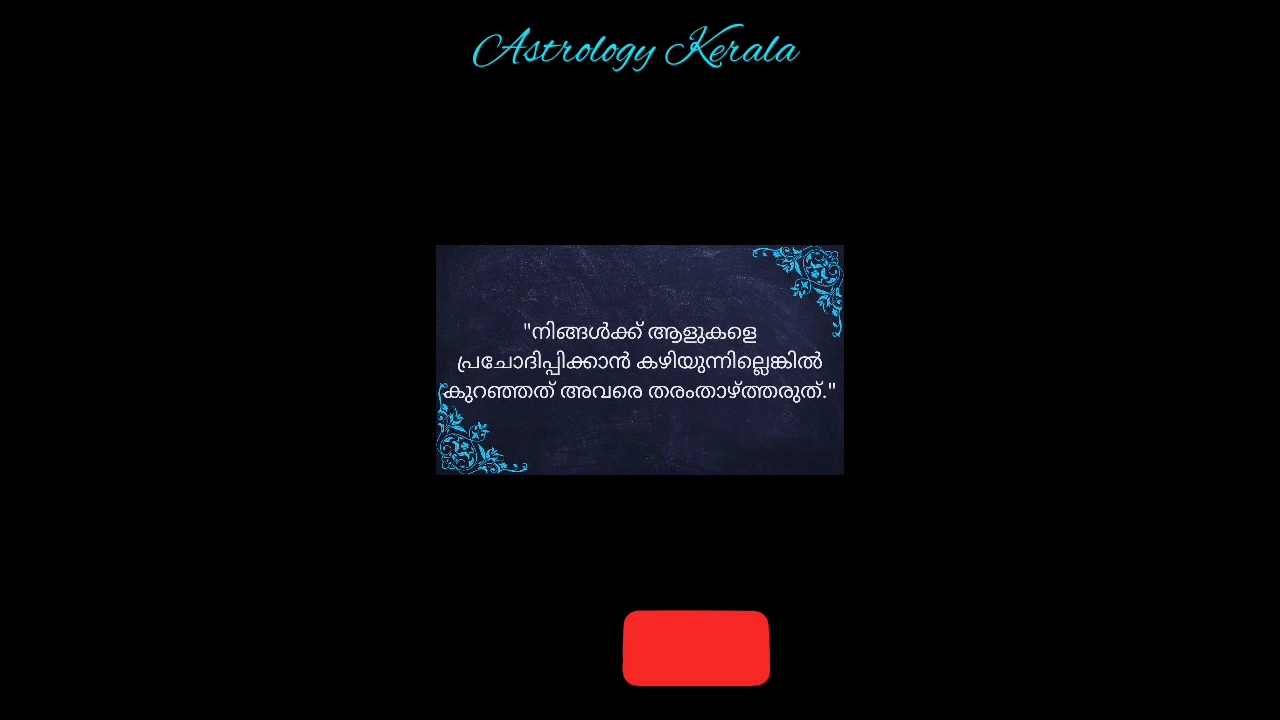 Astrology Kerala
"നിങ്ങൾക്ക് ആളുകളെ
പ്രചോദിപ്പിക്കാൻ കഴിയുന്നില്ലെങ്കിൽ
കുറഞ്ഞത് അവരെ തരംതാഴ്ത്തരുത്."